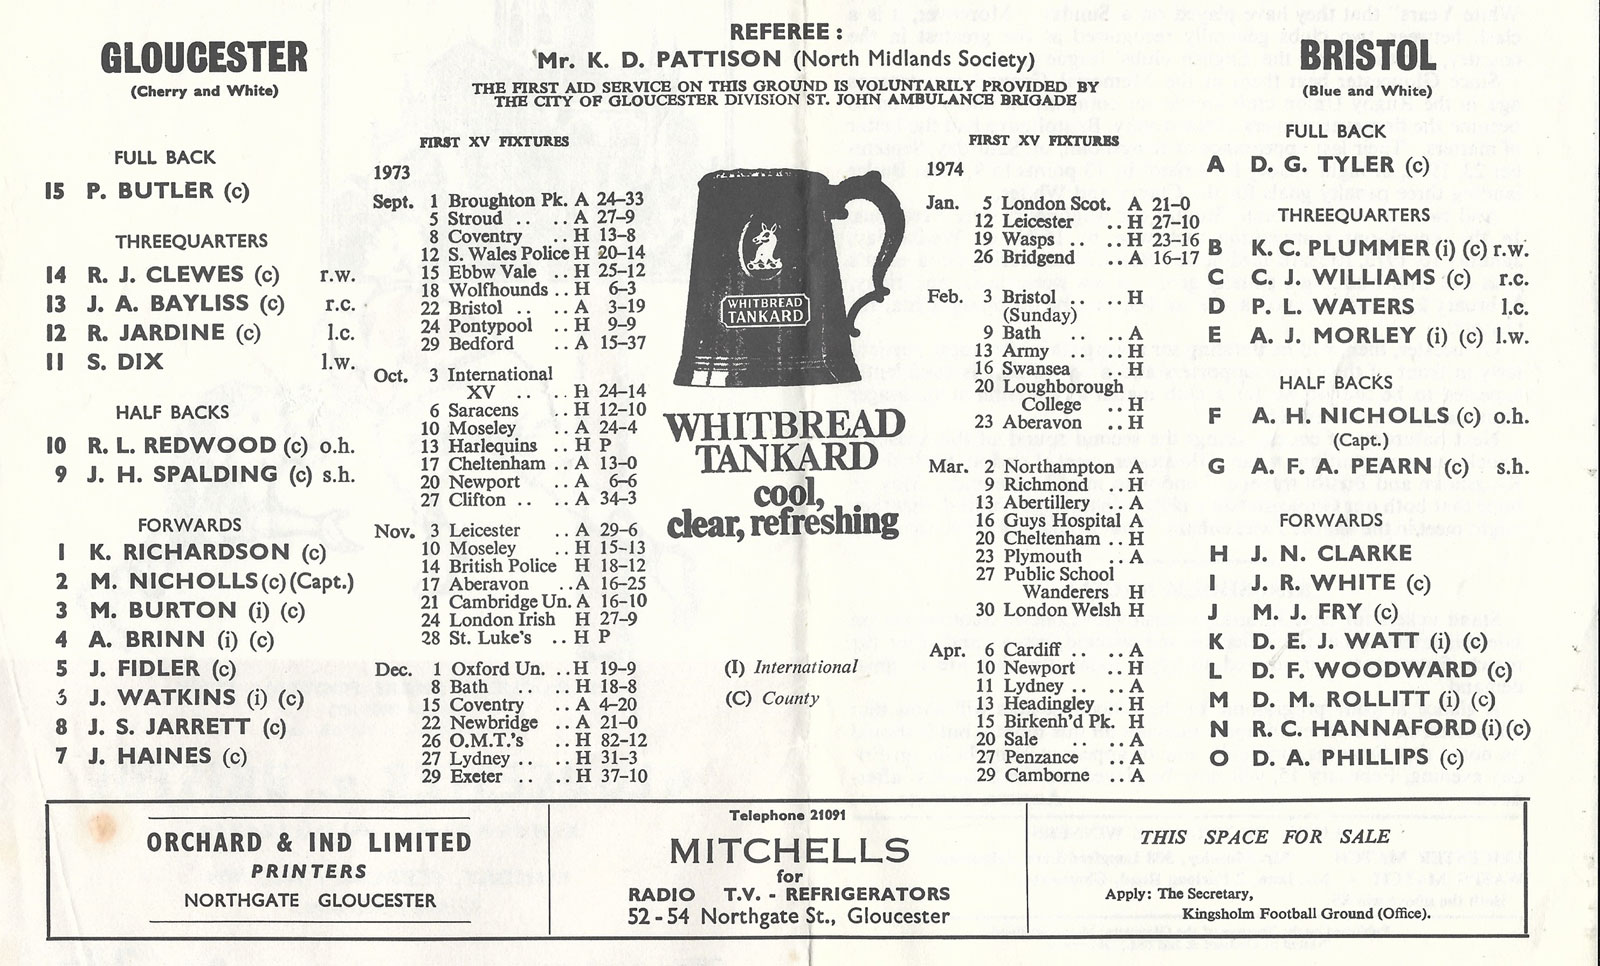 REFEREE :
Mr. K. D. PATTISON (North Midlands Society)
THE FIRST AID SERVICE ON THIS GROUND IS VOLUNTARILY PROVIDED BY
THE CITY OF GLOUCESTER DIVISION ST. JOHN AMBULANCE BRIGADE
GLOUCESTER
(Cherry and White)
FULL BACK
15 P. BUTLER (c)
THREEQUARTERS
14 R. J. CLEWES (c) r.w.
13 J. A. BAYLISS (c) r.c.
12 R. JARDINE (c) l.c.
11 S. DIX l.w.
HALF BACKS
10 R. L. REDWOOD (c) o.h.
9 J. H. SPALDING (c) s.h.
FORWARDS
1 K. RICHARDSON (c)
2 M. NICHOLLS (c) (Capt.)
3 M. BURTON (i) (c)
4 A. BRINN (i) (c)
5 J. FIDLER (c)
6 J. WATKINS (i) (c)
8 J. S. JARRETT (c)
7 J. HAINES (c)
FIRST XV FIXTURES
1973
Sept. 1 Broughton Pk. A 24–33
5 Stroud .. .. A 27–9
8 Coventry .. H 13–8
12 S. Wales Police H 20–14
15 Ebbw Vale .. H 25–12
18 Wolfhounds .. H 6–3
22 Bristol .. .. A 3–19
24 Pontypool .. H 9–9
29 Bedford .. A 15–37
Oct. 3 International
XV .. .. H 24–14
6 Saracens .. H 12–10
10 Moseley .. A 24–4
13 Harlequins .. H P
17 Cheltenham .. A 13–0
20 Newport .. A 6–6
27 Clifton .. A 34–3
Nov. 3 Leicester .. A 29–6
10 Moseley .. H 15–13
14 British Police H 18–12
17 Aberavon .. A 16–25
21 Cambridge Un. A 16–10
24 London Irish H 27–9
28 St. Luke's .. H P
Dec. 1 Oxford Un. .. H 19–9
8 Bath .. .. H 18–8
15 Coventry .. A 4–20
22 Newbridge .. A 21–0
26 O.M.T.'s .. H 82–12
27 Lydney .. .. H 31–3
29 Exeter .. .. H 37–10
WHITBREAD
TANKARD
WHITBREAD
TANKARD
cool,
clear, refreshing
(I) International
(C) County
FIRST XV FIXTURES
1974
Jan. 5 London Scot. A 21–0
12 Leicester .. H 27–10
19 Wasps .. .. H 23–16
26 Bridgend .. A 16–17
Feb. 3 Bristol .. .. H
(Sunday)
9 Bath .. .. A
13 Army .. .. H
16 Swansea .. H
20 Loughborough
College .. H
23 Aberavon .. H
Mar. 2 Northampton A
9 Richmond .. H
13 Abertillery .. A
16 Guys Hospital A
20 Cheltenham .. H
23 Plymouth .. A
27 Public School
Wanderers H
30 London Welsh H
Apr. 6 Cardiff .. .. A
10 Newport .. H
11 Lydney .. .. A
13 Headingley .. H
15 Birkenh'd Pk. H
20 Sale .. .. A
27 Penzance .. A
29 Camborne .. A
BRISTOL
(Blue and White)
FULL BACK
A D. G. TYLER (c)
THREEQUARTERS
B K. C. PLUMMER (i) (c) r.w.
C C. J. WILLIAMS (c) r.c.
D P. L. WATERS l.c.
E A. J. MORLEY (i) (c) l.w.
HALF BACKS
F A. H. NICHOLLS (c) o.h.
(Capt.)
G A. F. A. PEARN (c) s.h.
FORWARDS
H J. N. CLARKE
I J. R. WHITE (c)
J M. J. FRY (c)
K D. E. J. WATT (i) (c)
L D. F. WOODWARD (c)
M D. M. ROLLITT (i) (c)
N R. C. HANNAFORD (i) (c)
O D. A. PHILLIPS (c)
ORCHARD & IND LIMITED
PRINTERS
NORTHGATE GLOUCESTER
Telephone 21091
MITCHELLS
for
RADIO T.V. - REFRIGERATORS
52 - 54 Northgate St., Gloucester
THIS SPACE FOR SALE
Apply: The Secretary,
Kingsholm Football Ground (Office).